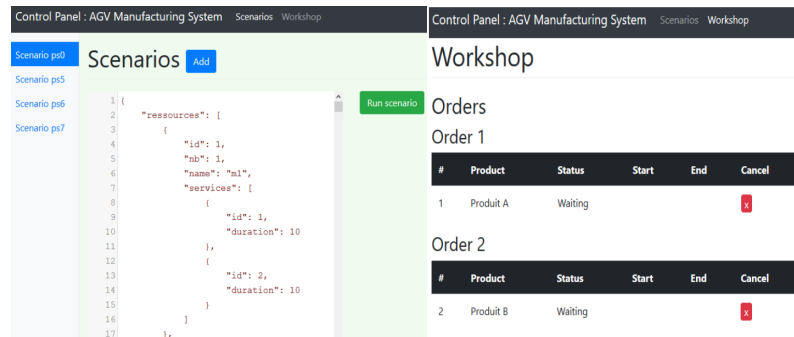 Control Panel : AGV Manufacturing System Scenarios Workshop
Scenario ps0
Scenario ps5
Scenario ps6
Scenario ps7
Scenarios Add
Run scenario
1 {
2 "ressources": [
3 {
4 "id": 1,
5 "nb": 1,
6 "name": "m1",
7 "services": [
8 {
9 "id": 1,
10 "duration": 10
11 },
12 {
13 "id": 2,
14 "duration": 10
15 }
16 ]
17 },
Control Panel : AGV Manufacturing System Scenarios Workshop
Workshop
Orders
Order 1
# Product Status Start End Cancel
1 Produit A Waiting x
Order 2
# Product Status Start End Cancel
2 Produit B Waiting x